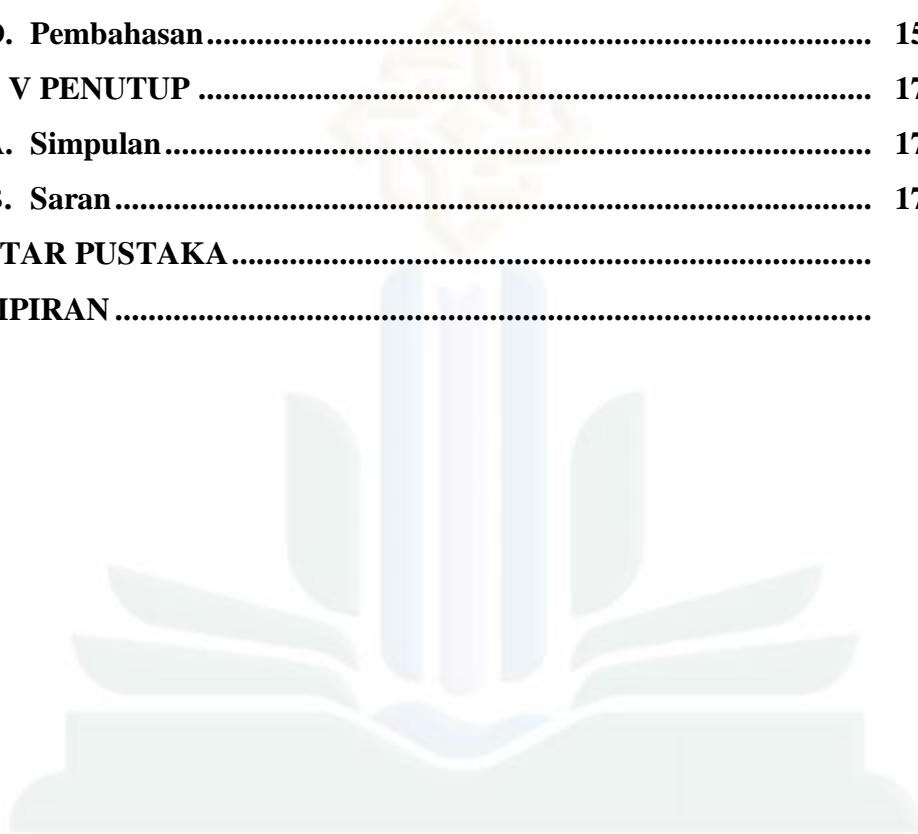 . Pembahasan........................................................................................ 15
V PENUTUP ......................................................................................... 17
. Simpulan............................................................................................. 17
. Saran................................................................................................... 17
TAR PUSTAKA....................................................................................
IPIRAN ..................................................................................................